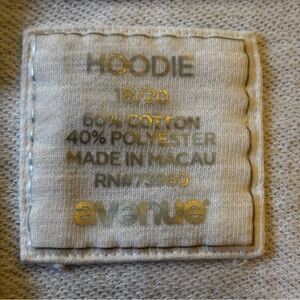 HOODIE
18/20
60% COTTON
40% POLYESTER
MADE IN MACAU
avenue